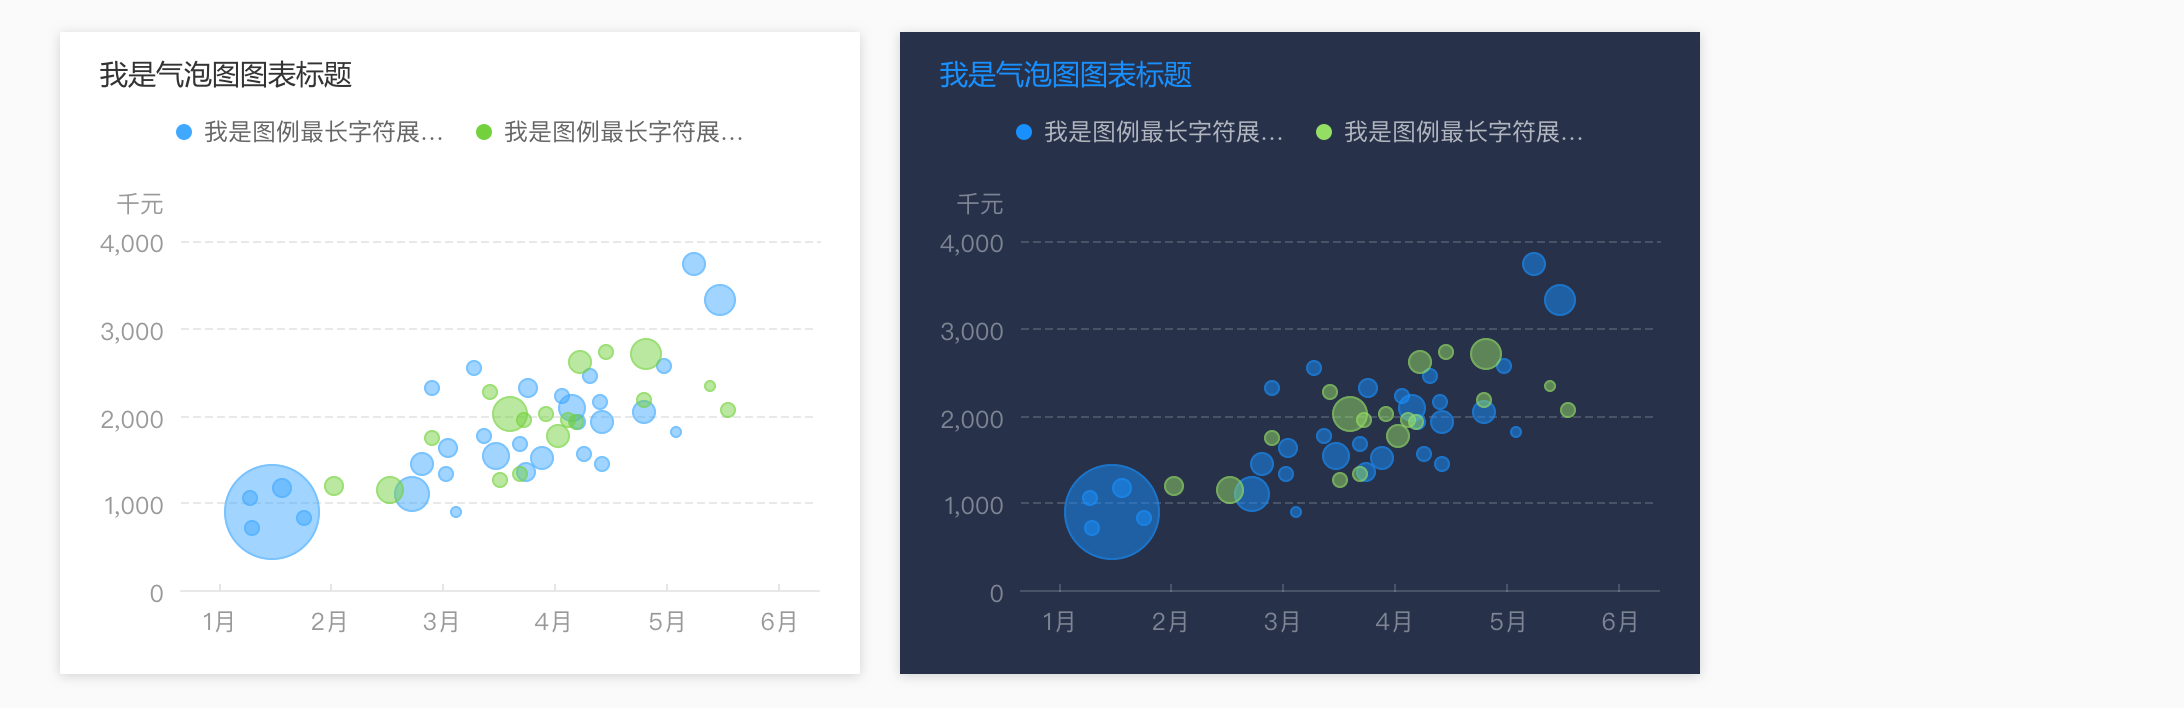 我是气泡图图表标题
我是图例最长字符展... 我是图例最长字符展...
千元
4,000
3,000
2,000
1,000
0
1月 2月 3月 4月 5月 6月
我是气泡图图表标题
我是图例最长字符展... 我是图例最长字符展...
千元
4,000
3,000
2,000
1,000
0
1月 2月 3月 4月 5月 6月